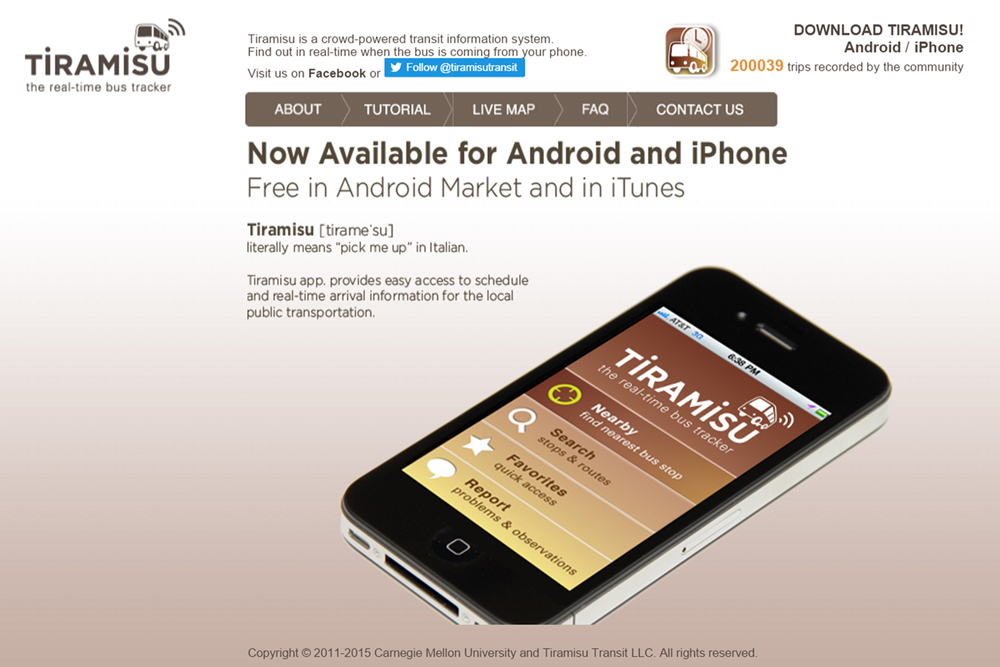 TiRAMiSU
the real-time bus tracker
Tiramisu is a crowd-powered transit information system.
Find out in real-time when the bus is coming from your phone.
Visit us on Facebook or Follow @tiramisutransit
DOWNLOAD TIRAMISU!
Android / iPhone
200039 trips recorded by the community
ABOUT TUTORIAL LIVE MAP FAQ CONTACT US
Now Available for Android and iPhone
Free in Android Market and in iTunes
Tiramisu [tirame'su]
literally means “pick me up” in Italian.
Tiramisu app. provides easy access to schedule
and real-time arrival information for the local
public transportation.
AT&T 3G 6:38 PM
TiRAMiSU
the real-time bus tracker
Nearby
find nearest bus stop
Search
stops & routes
Favorites
quick access
Report
problems & observations
Copyright © 2011-2015 Carnegie Mellon University and Tiramisu Transit LLC. All rights reserved.